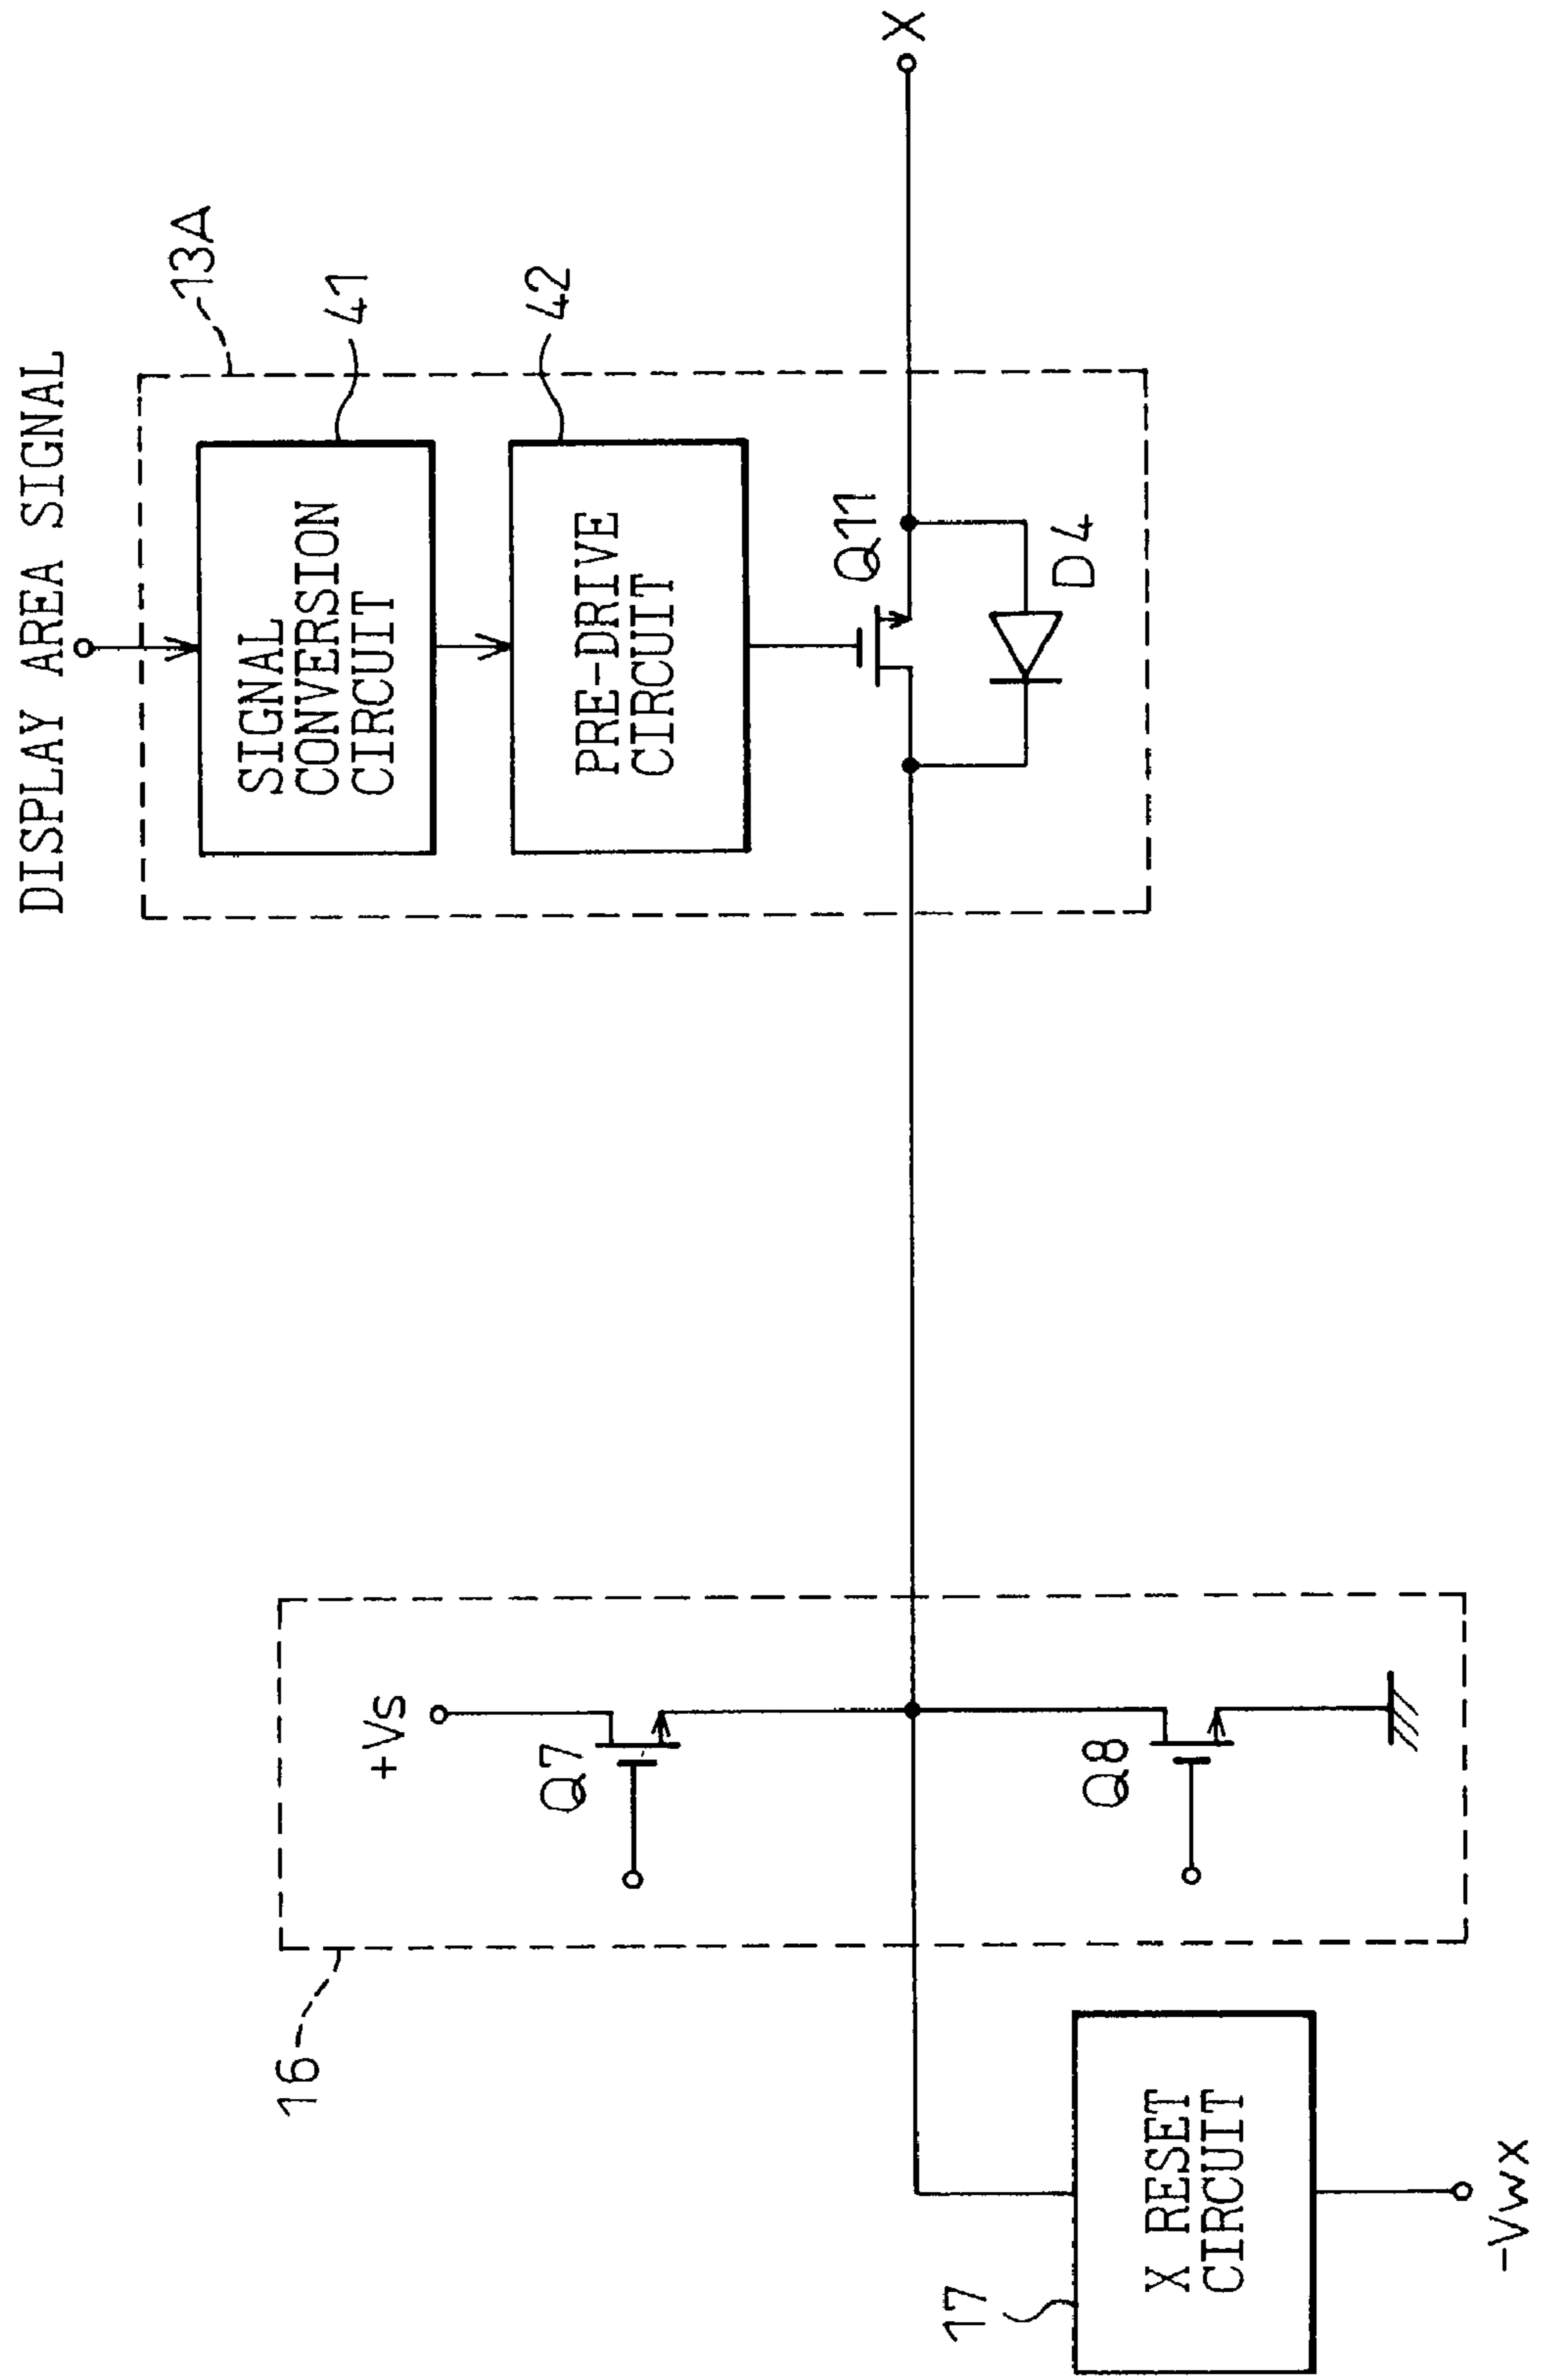 DISPLAY AREA SIGNAL
13A
SIGNAL
CONVERSION
CIRCUIT
41
PRE-DRIVE
CIRCUIT
42
Q11
D4
X
16
+Vs
Q7
Q8
17
X RESET
CIRCUIT
-Vwx